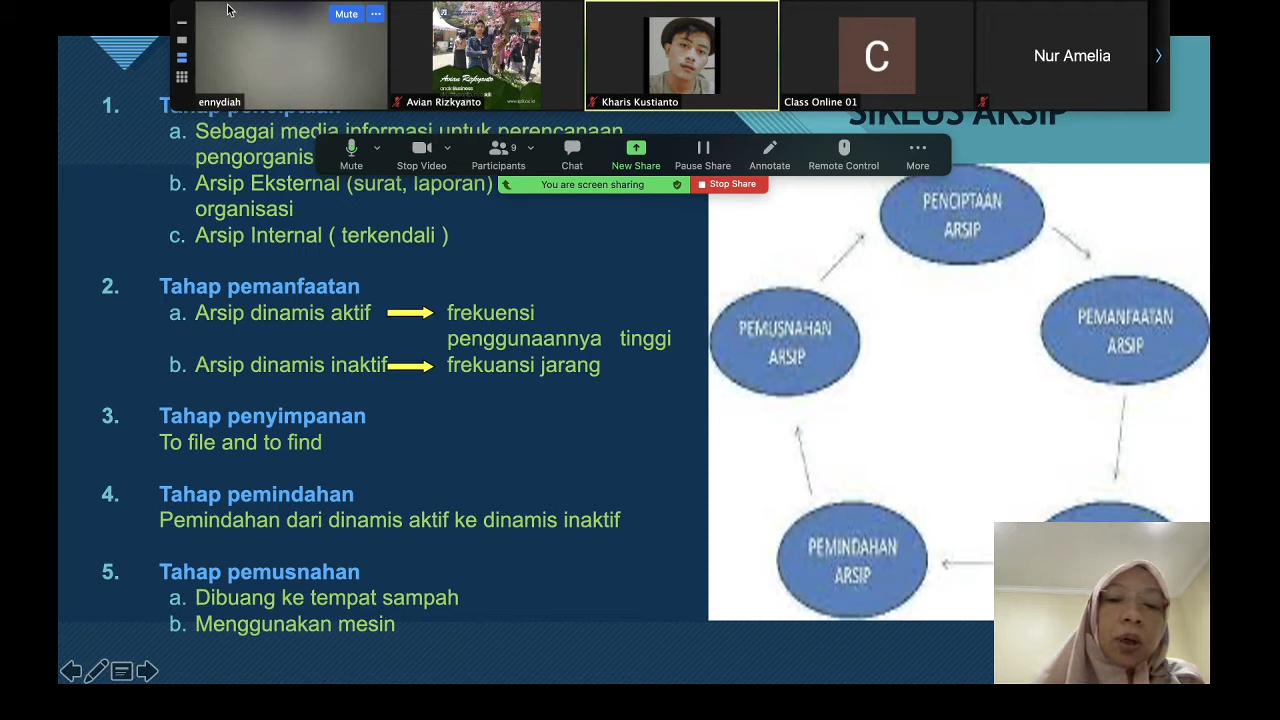 Mute
ennydiah
Avian Rizkyanto
Avian Rizkyanto
Kharis Kustianto
C
Class Online 01
Nur Amelia
Mute
Stop Video
Participants
9
Chat
New Share
Pause Share
Annotate
Remote Control
More
You are screen sharing
Stop Share
1.
a. Sebagai media informasi untuk perencanaan
pengorganis
b. Arsip Eksternal (surat, laporan)
organisasi
c. Arsip Internal ( terkendali )
2. Tahap pemanfaatan
a. Arsip dinamis aktif frekuensi
penggunaannya tinggi
b. Arsip dinamis inaktif frekuansi jarang
3. Tahap penyimpanan
To file and to find
4. Tahap pemindahan
Pemindahan dari dinamis aktif ke dinamis inaktif
5. Tahap pemusnahan
a. Dibuang ke tempat sampah
b. Menggunakan mesin
SIKLUS ARSIP
PENCIPTAAN
ARSIP
PEMANFAATAN
ARSIP
PEMUSNAHAN
ARSIP
PEMINDAHAN
ARSIP